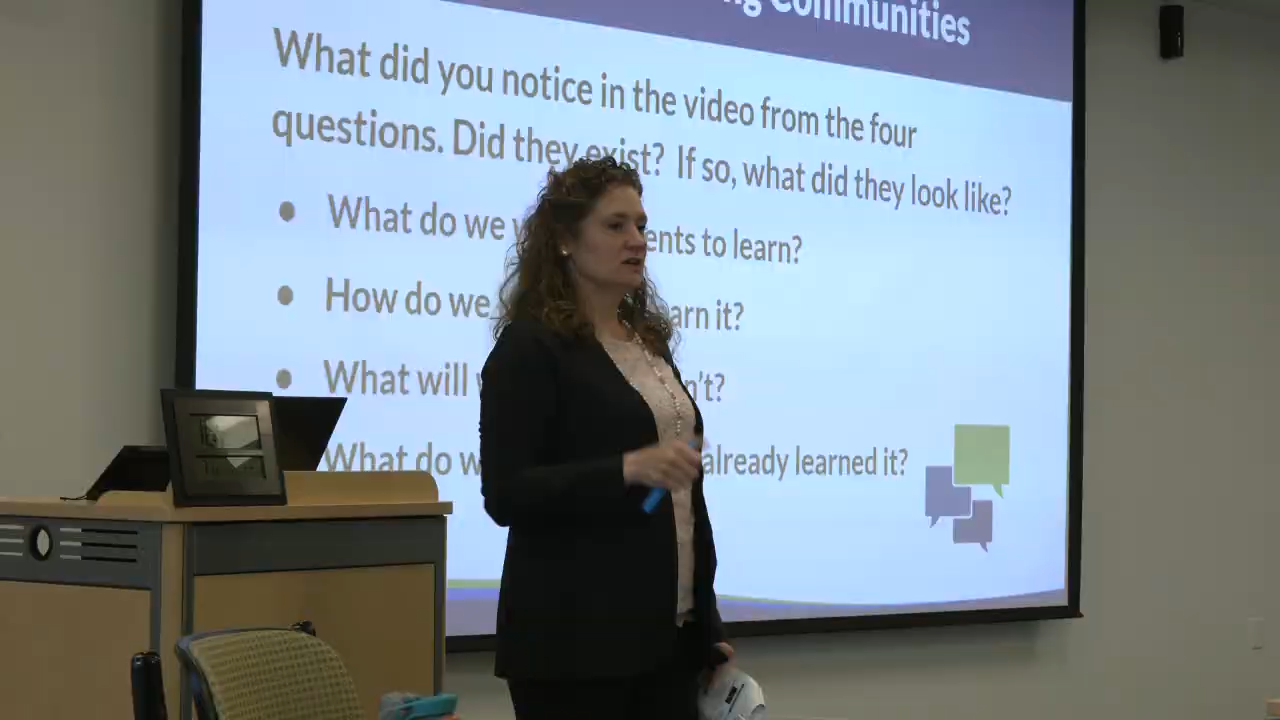 Communities
What did you notice in the video from the four
questions. Did they exist? If so, what did they look like?
• What do we ents to learn?
• How do we arn it?
• What will n't?
What do w already learned it?